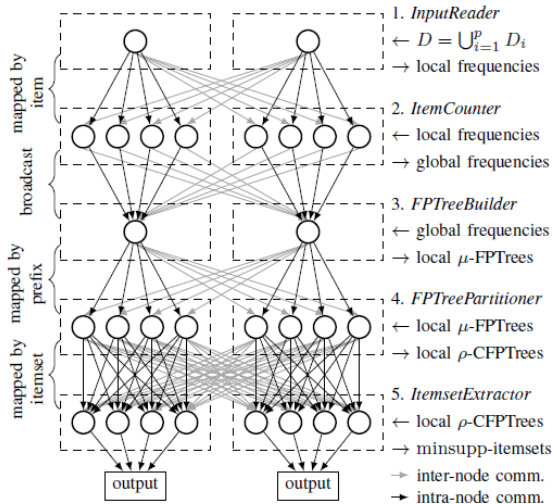 1. InputReader
← D = ⋃ᵖᵢ₌₁ Dᵢ
→ local frequencies
mapped by
item
2. ItemCounter
← local frequencies
→ global frequencies
broadcast
3. FPTreeBuilder
← global frequencies
→ local μ-FPTrees
mapped by
prefix
4. FPTreePartitioner
← local μ-FPTrees
→ local ρ-CFPTrees
mapped by
itemset
5. ItemsetExtractor
← local ρ-CFPTrees
→ minsupp-itemsets
→ inter-node comm.
→ intra-node comm.
output
output